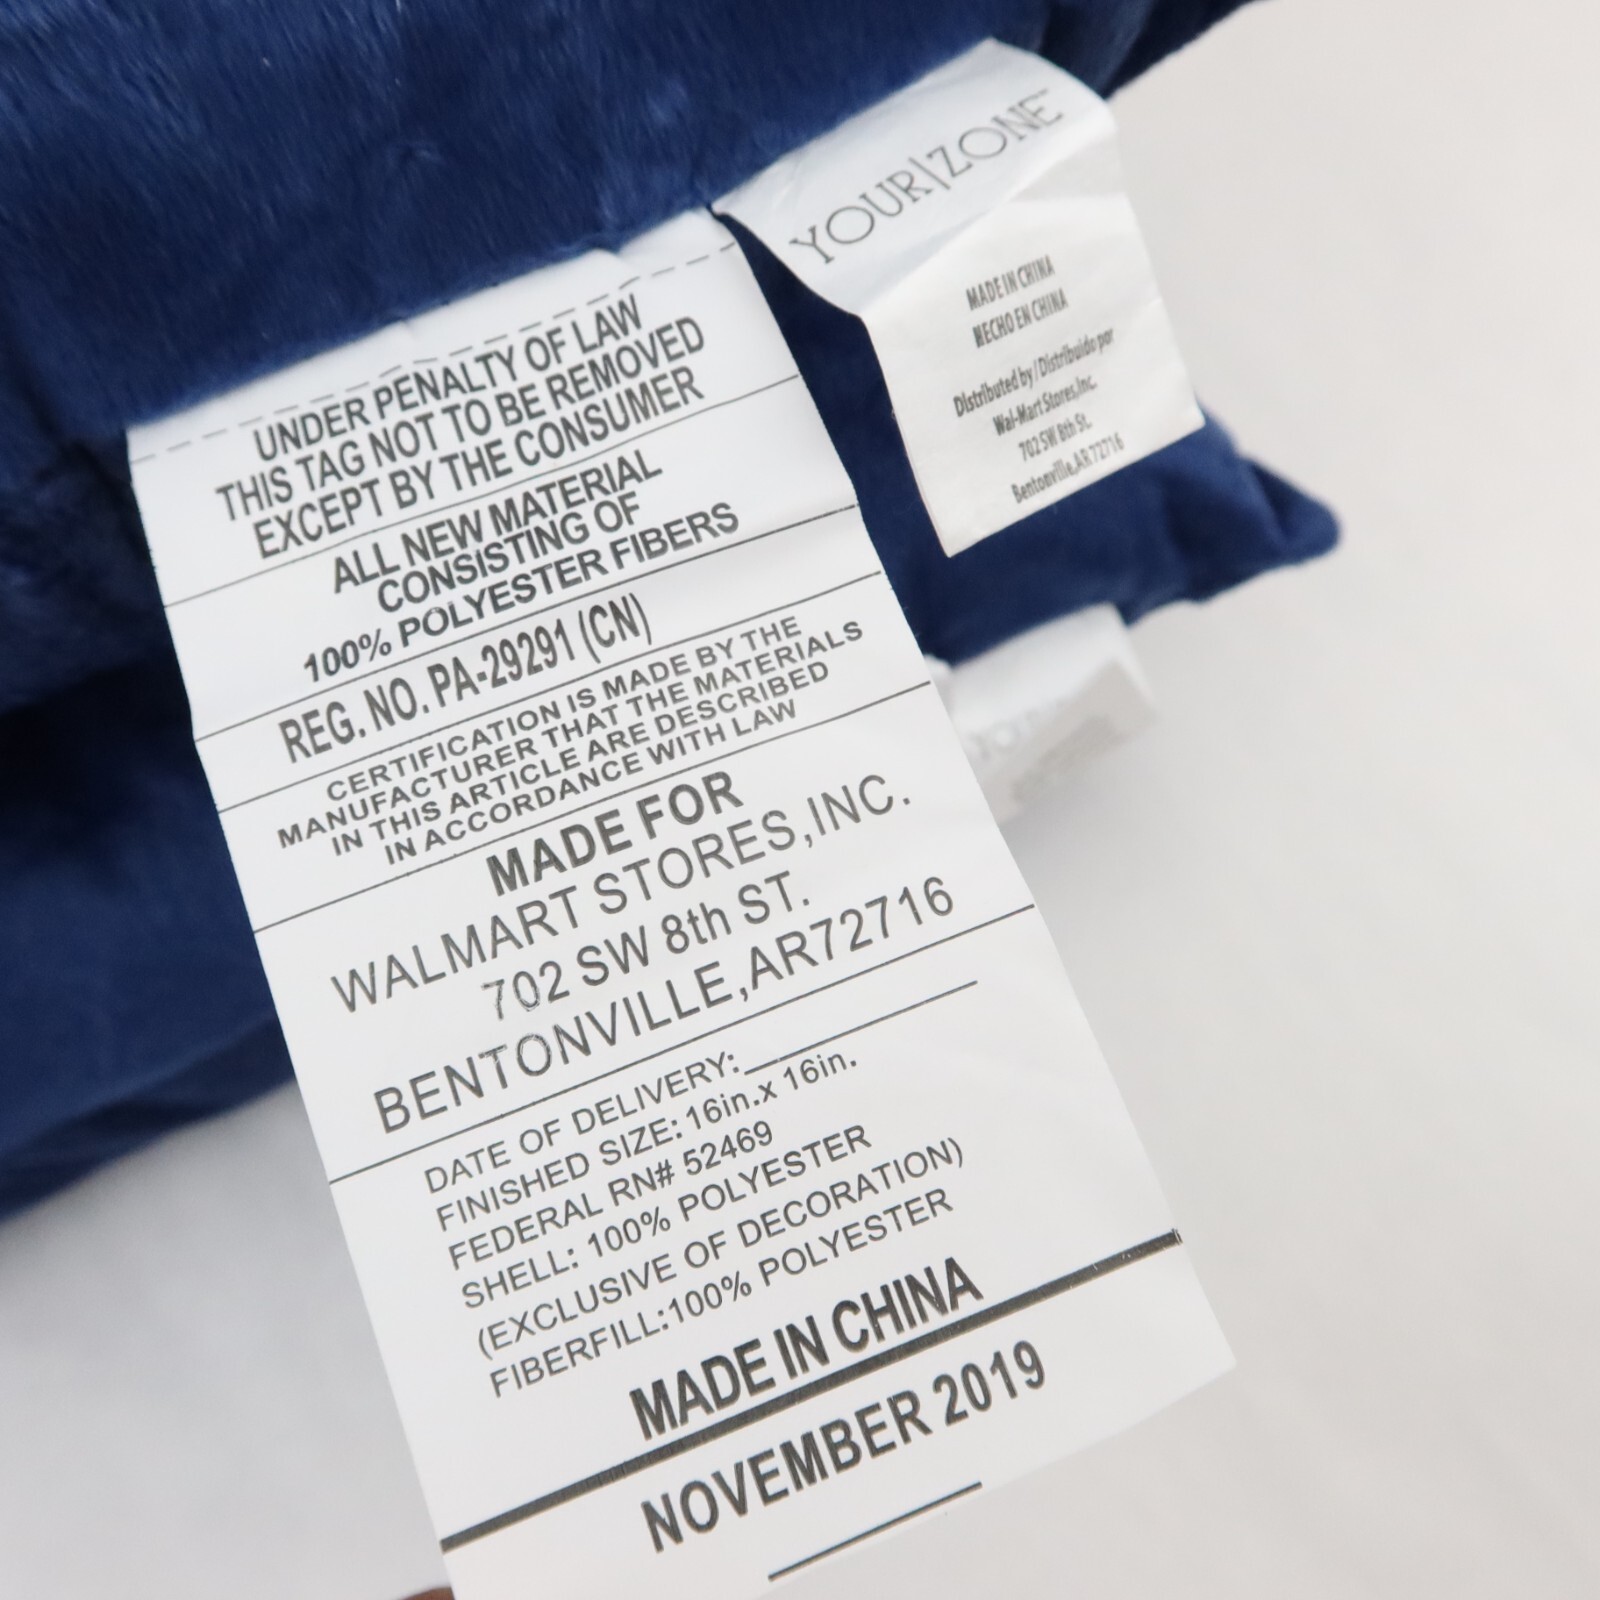 UNDER PENALTY OF LAW
THIS TAG NOT TO BE REMOVED
EXCEPT BY THE CONSUMER
ALL NEW MATERIAL
CONSISTING OF
100% POLYESTER FIBERS
REG. NO. PA-29291 (CN)
CERTIFICATION IS MADE BY THE
MANUFACTURER THAT THE MATERIALS
IN THIS ARTICLE ARE DESCRIBED
IN ACCORDANCE WITH LAW
MADE FOR
WALMART STORES,INC.
702 SW 8th ST.
BENTONVILLE,AR72716
DATE OF DELIVERY:
FINISHED SIZE: 16in.x 16in.
FEDERAL RN# 52469
SHELL: 100% POLYESTER
(EXCLUSIVE OF DECORATION)
FIBERFILL:100% POLYESTER
MADE IN CHINA
NOVEMBER 2019
YOUR|ZONE™
MADE IN CHINA
HECHO EN CHINA
Distributed by / Distribuido por
Wal-Mart Stores,Inc.
702 SW 8th St.
Bentonville,AR 72716